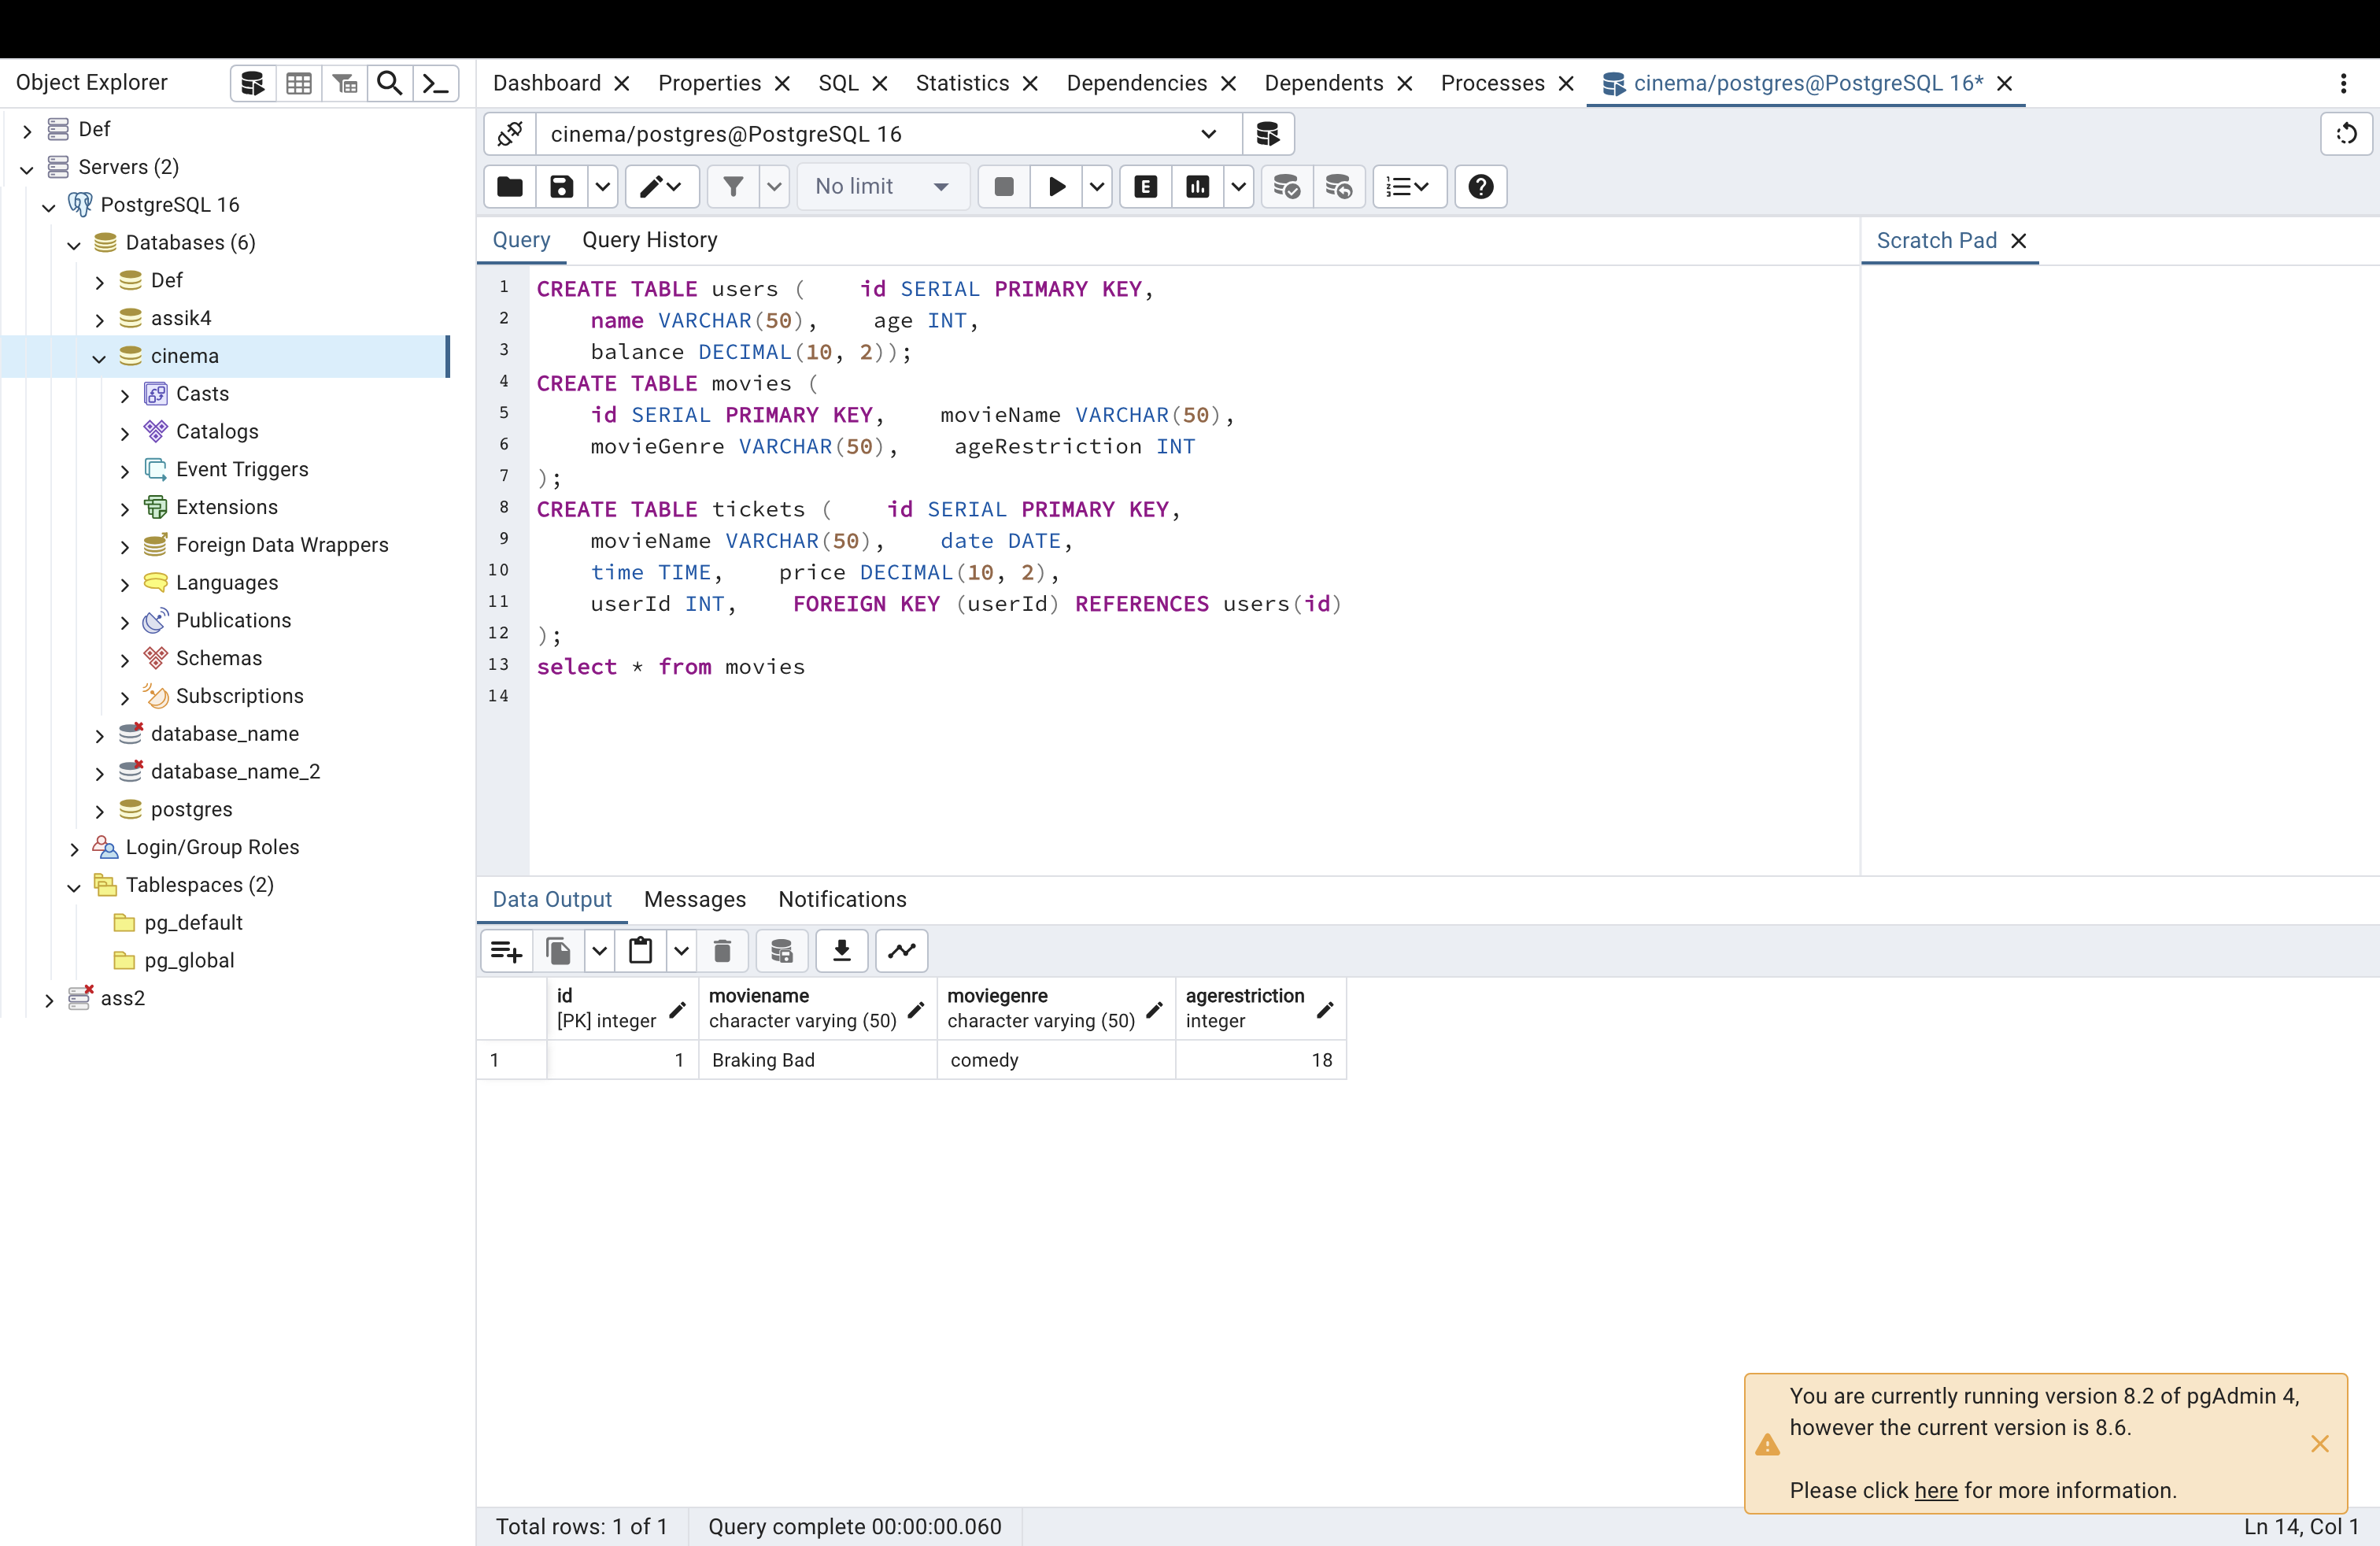 Object Explorer
Dashboard Properties SQL Statistics Dependencies Dependents Processes cinema/postgres@PostgreSQL 16*
Def
Servers (2)
PostgreSQL 16
Databases (6)
Def
assik4
cinema
Casts
Catalogs
Event Triggers
Extensions
Foreign Data Wrappers
Languages
Publications
Schemas
Subscriptions
database_name
database_name_2
postgres
Login/Group Roles
Tablespaces (2)
pg_default
pg_global
ass2
cinema/postgres@PostgreSQL 16
No limit E
Query Query History
Scratch Pad
1 CREATE TABLE users (    id SERIAL PRIMARY KEY,
2     name VARCHAR(50),    age INT,
3     balance DECIMAL(10, 2));
4 CREATE TABLE movies (
5     id SERIAL PRIMARY KEY,    movieName VARCHAR(50),
6     movieGenre VARCHAR(50),    ageRestriction INT
7 );
8 CREATE TABLE tickets (    id SERIAL PRIMARY KEY,
9     movieName VARCHAR(50),    date DATE,
10     time TIME,    price DECIMAL(10, 2),
11     userId INT,    FOREIGN KEY (userId) REFERENCES users(id)
12 );
13 select * from movies
14
Data Output Messages Notifications
id moviename moviegenre agerestriction
[PK] integer character varying (50) character varying (50) integer
1 1 Braking Bad comedy 18
You are currently running version 8.2 of pgAdmin 4,
however the current version is 8.6.
Please click here for more information.
Total rows: 1 of 1 Query complete 00:00:00.060 Ln 14, Col 1